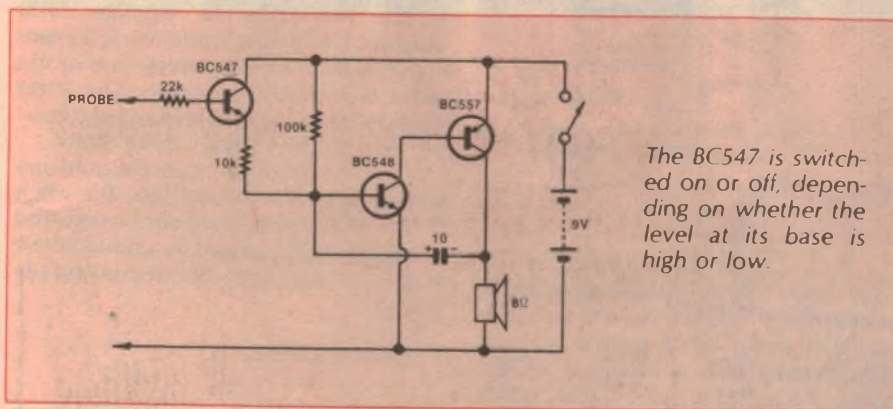 BC547
22k
PROBE
BC557
100k
10k
BC548
10
+ -
9V
8Ω
The BC547 is switch-
ed on or off, depen-
ding on whether the
level at its base is
high or low.